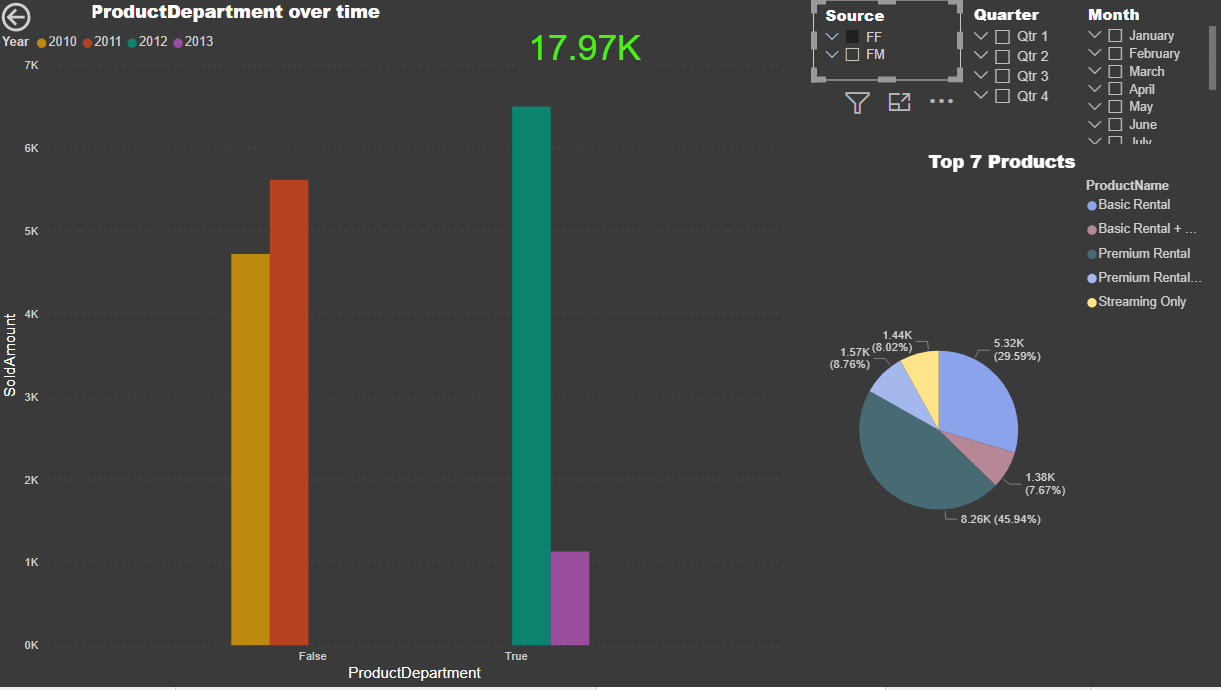 ProductDepartment over time
Year 2010 2011 2012 2013
17.97K
7K
6K
5K
4K
3K
2K
1K
0K
SoldAmount
False
True
ProductDepartment
Source
FF
FM
Quarter
Qtr 1
Qtr 2
Qtr 3
Qtr 4
Month
January
February
March
April
May
June
July
Top 7 Products
ProductName
Basic Rental
Basic Rental + ...
Premium Rental
Premium Rental...
Streaming Only
1.44K
(8.02%)
1.57K
(8.76%)
5.32K
(29.59%)
1.38K
(7.67%)
8.26K (45.94%)